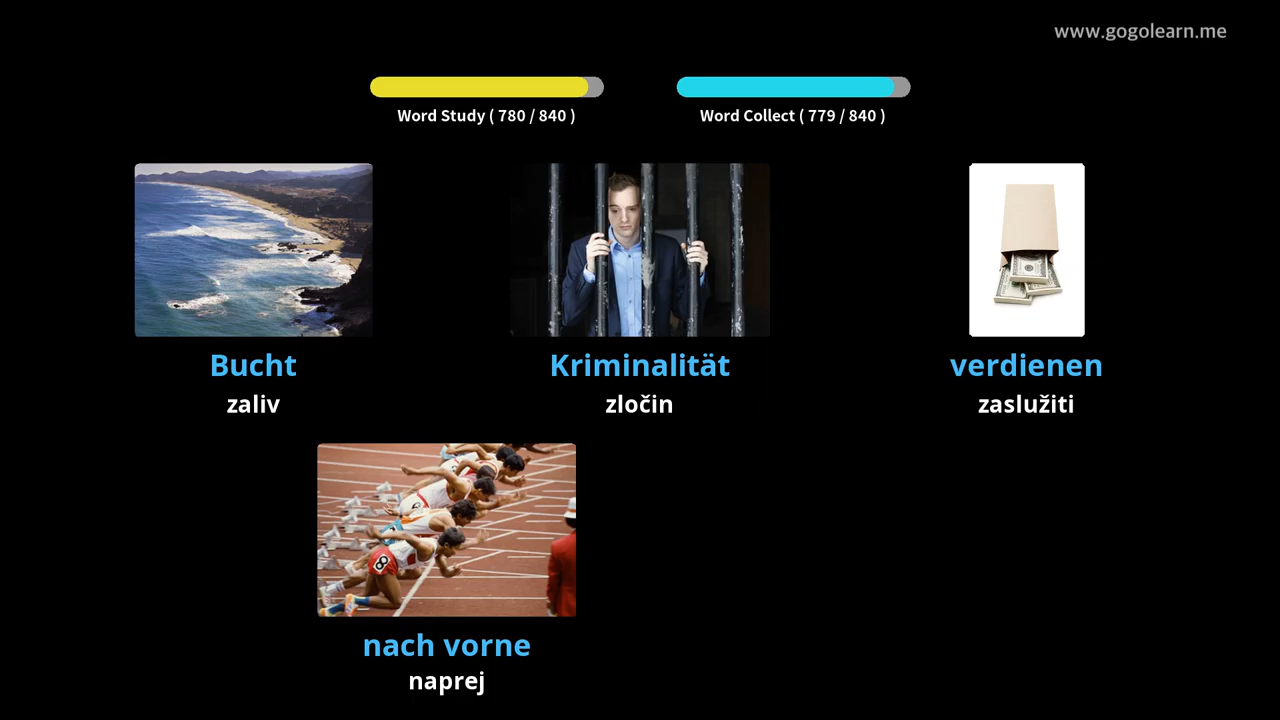 www.gogolearn.me
Word Study ( 780 / 840 )
Word Collect ( 779 / 840 )
Bucht
zaliv
Kriminalität
zločin
verdienen
zaslužiti
8
nach vorne
naprej